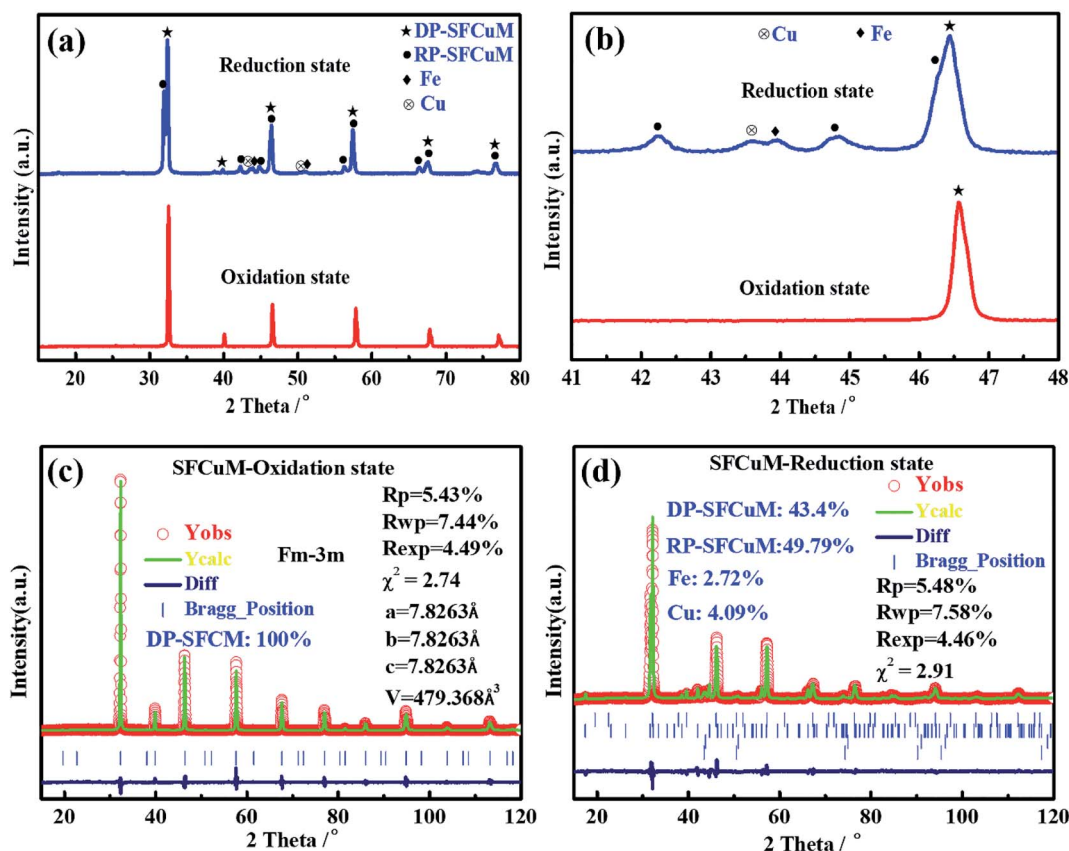 (a)
★ DP-SFCuM
● RP-SFCuM
♦ Fe
⊗ Cu
Reduction state
Oxidation state
Intensity (a.u.)
20 30 40 50 60 70 80
2 Theta /°
(b)
⊗ Cu ♦ Fe
Reduction state
Oxidation state
Intensity (a.u.)
41 42 43 44 45 46 47 48
2 Theta /°
(c)
SFCuM-Oxidation state
Yobs
Ycalc
Diff
Bragg_Position
DP-SFCM: 100%
Fm-3m
Rp=5.43%
Rwp=7.44%
Rexp=4.49%
χ² = 2.74
a=7.8263Å
b=7.8263Å
c=7.8263Å
V=479.368Å³
Intensity(a.u.)
20 40 60 80 100 120
2 Theta /°
(d)
SFCuM-Reduction state
DP-SFCuM: 43.4%
RP-SFCuM:49.79%
Fe: 2.72%
Cu: 4.09%
Yobs
Ycalc
Diff
Bragg_Position
Rp=5.48%
Rwp=7.58%
Rexp=4.46%
χ² = 2.91
Intensity(a.u.)
20 40 60 80 100 120
2 Theta /°